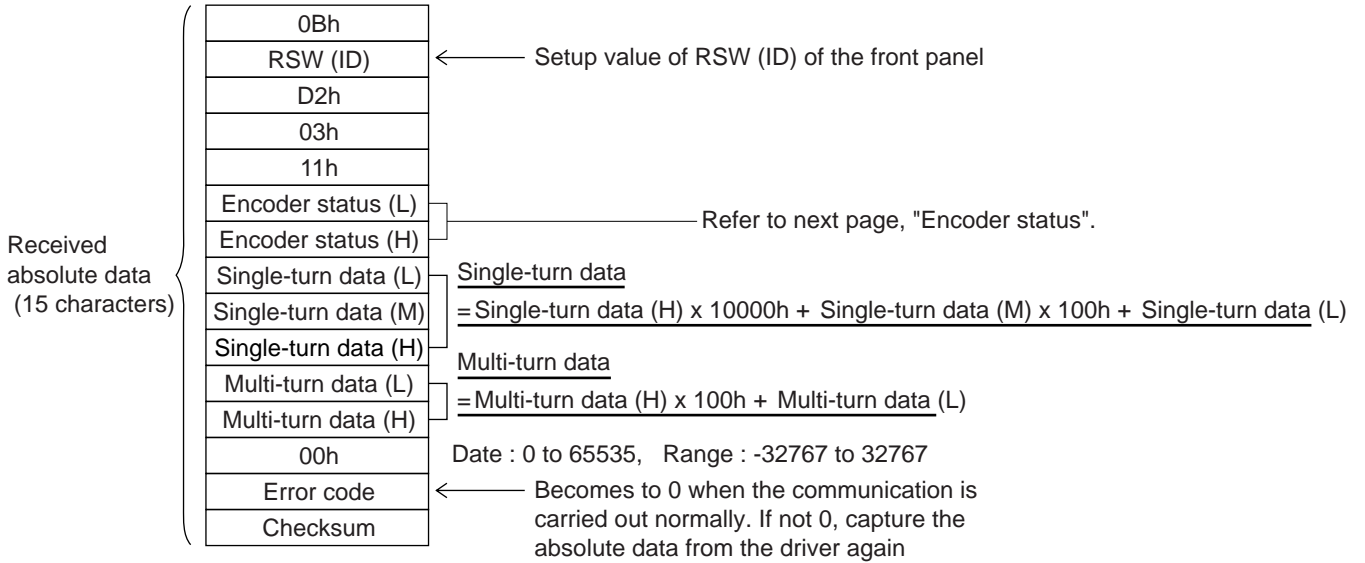 0Bh
RSW (ID)
Setup value of RSW (ID) of the front panel
D2h
03h
11h
Encoder status (L)
Refer to next page, "Encoder status".
Encoder status (H)
Received
absolute data
(15 characters)
Single-turn data (L)
Single-turn data
Single-turn data (M)
=Single-turn data (H) x 10000h + Single-turn data (M) x 100h + Single-turn data (L)
Single-turn data (H)
Multi-turn data
Multi-turn data (L)
=Multi-turn data (H) x 100h + Multi-turn data (L)
Multi-turn data (H)
00h
Date : 0 to 65535, Range : -32767 to 32767
Error code
Becomes to 0 when the communication is
carried out normally. If not 0, capture the
absolute data from the driver again
Checksum